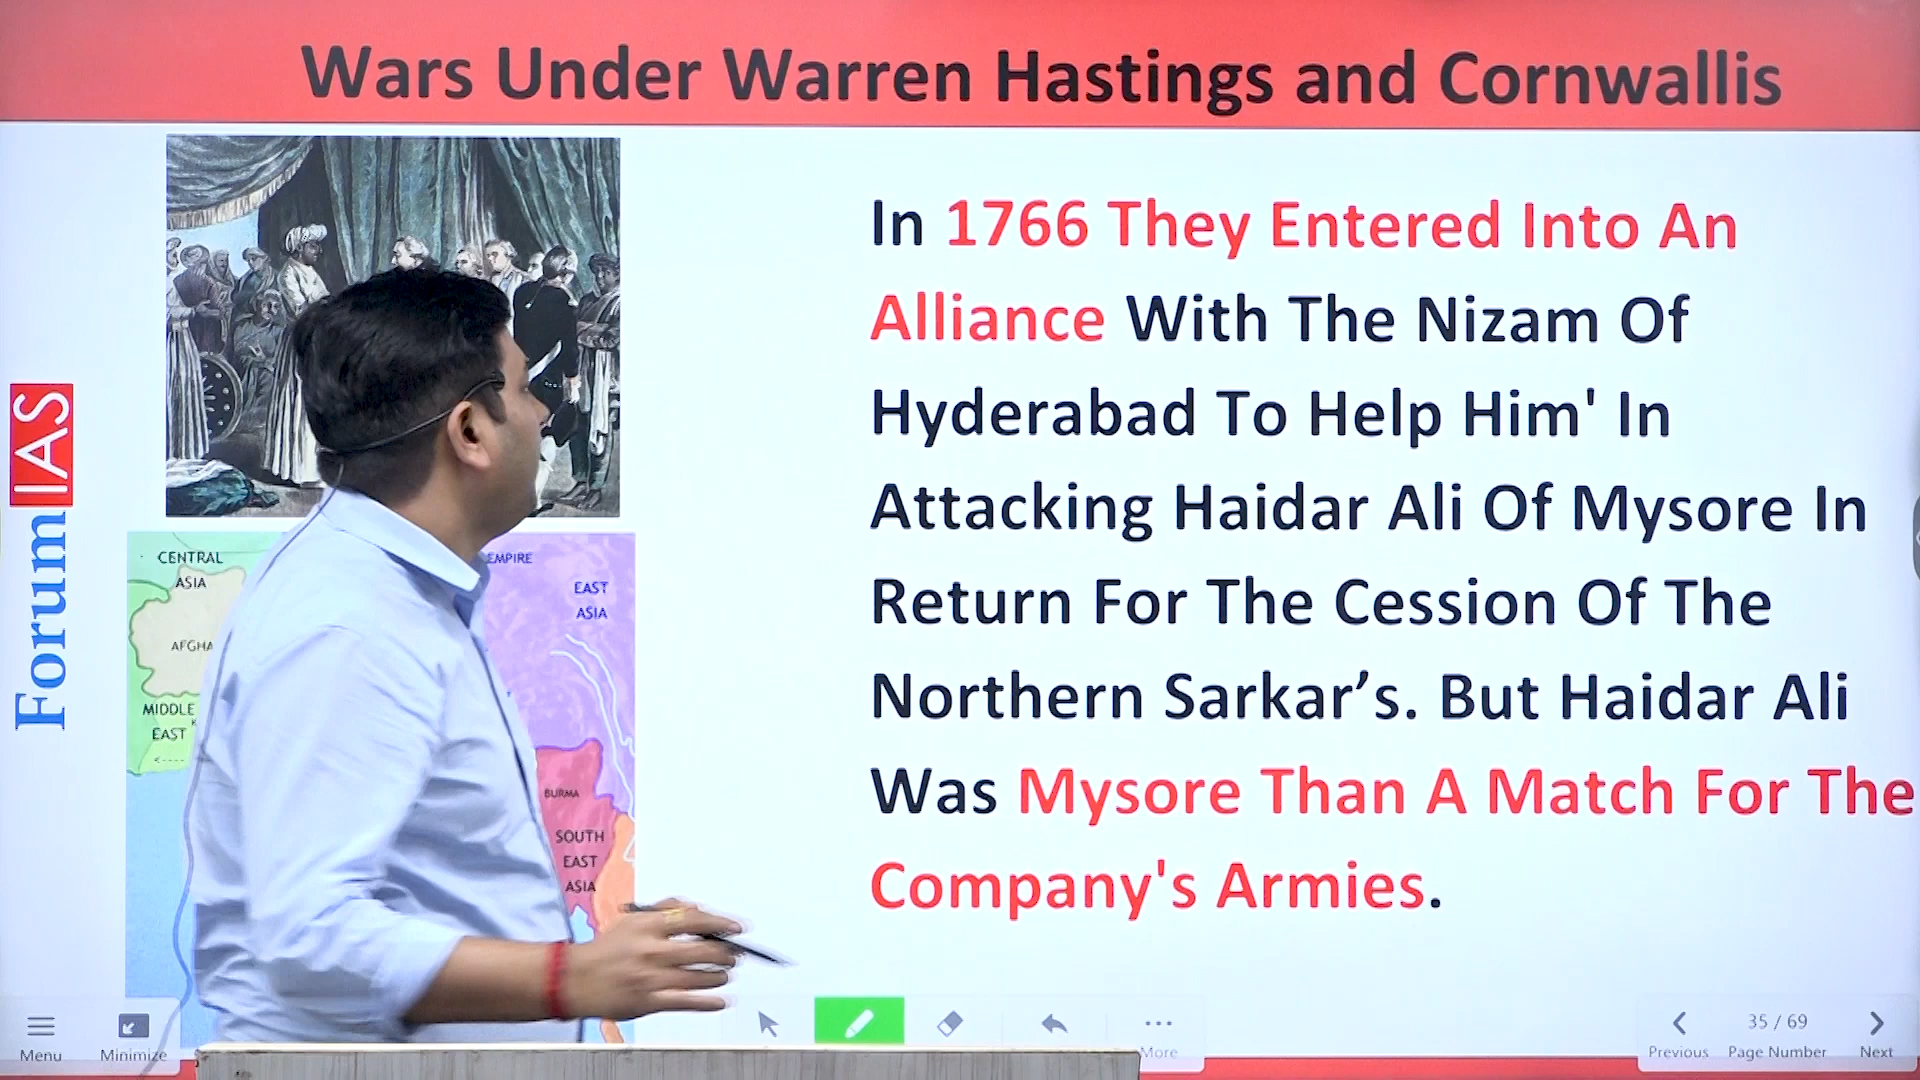 Wars Under Warren Hastings and Cornwallis
In 1766 They Entered Into An
Alliance With The Nizam Of
Hyderabad To Help Him' In
Attacking Haidar Ali Of Mysore In
Return For The Cession Of The
Northern Sarkar’s. But Haidar Ali
Was Mysore Than A Match For The
Company's Armies.
ForumIAS
CENTRAL
ASIA
AFGHA
MIDDLE
EAST
EMPIRE
EAST
ASIA
BURMA
SOUTH
EAST
ASIA
Menu
Minimize
More
35 / 69
Previous
Page Number
Next